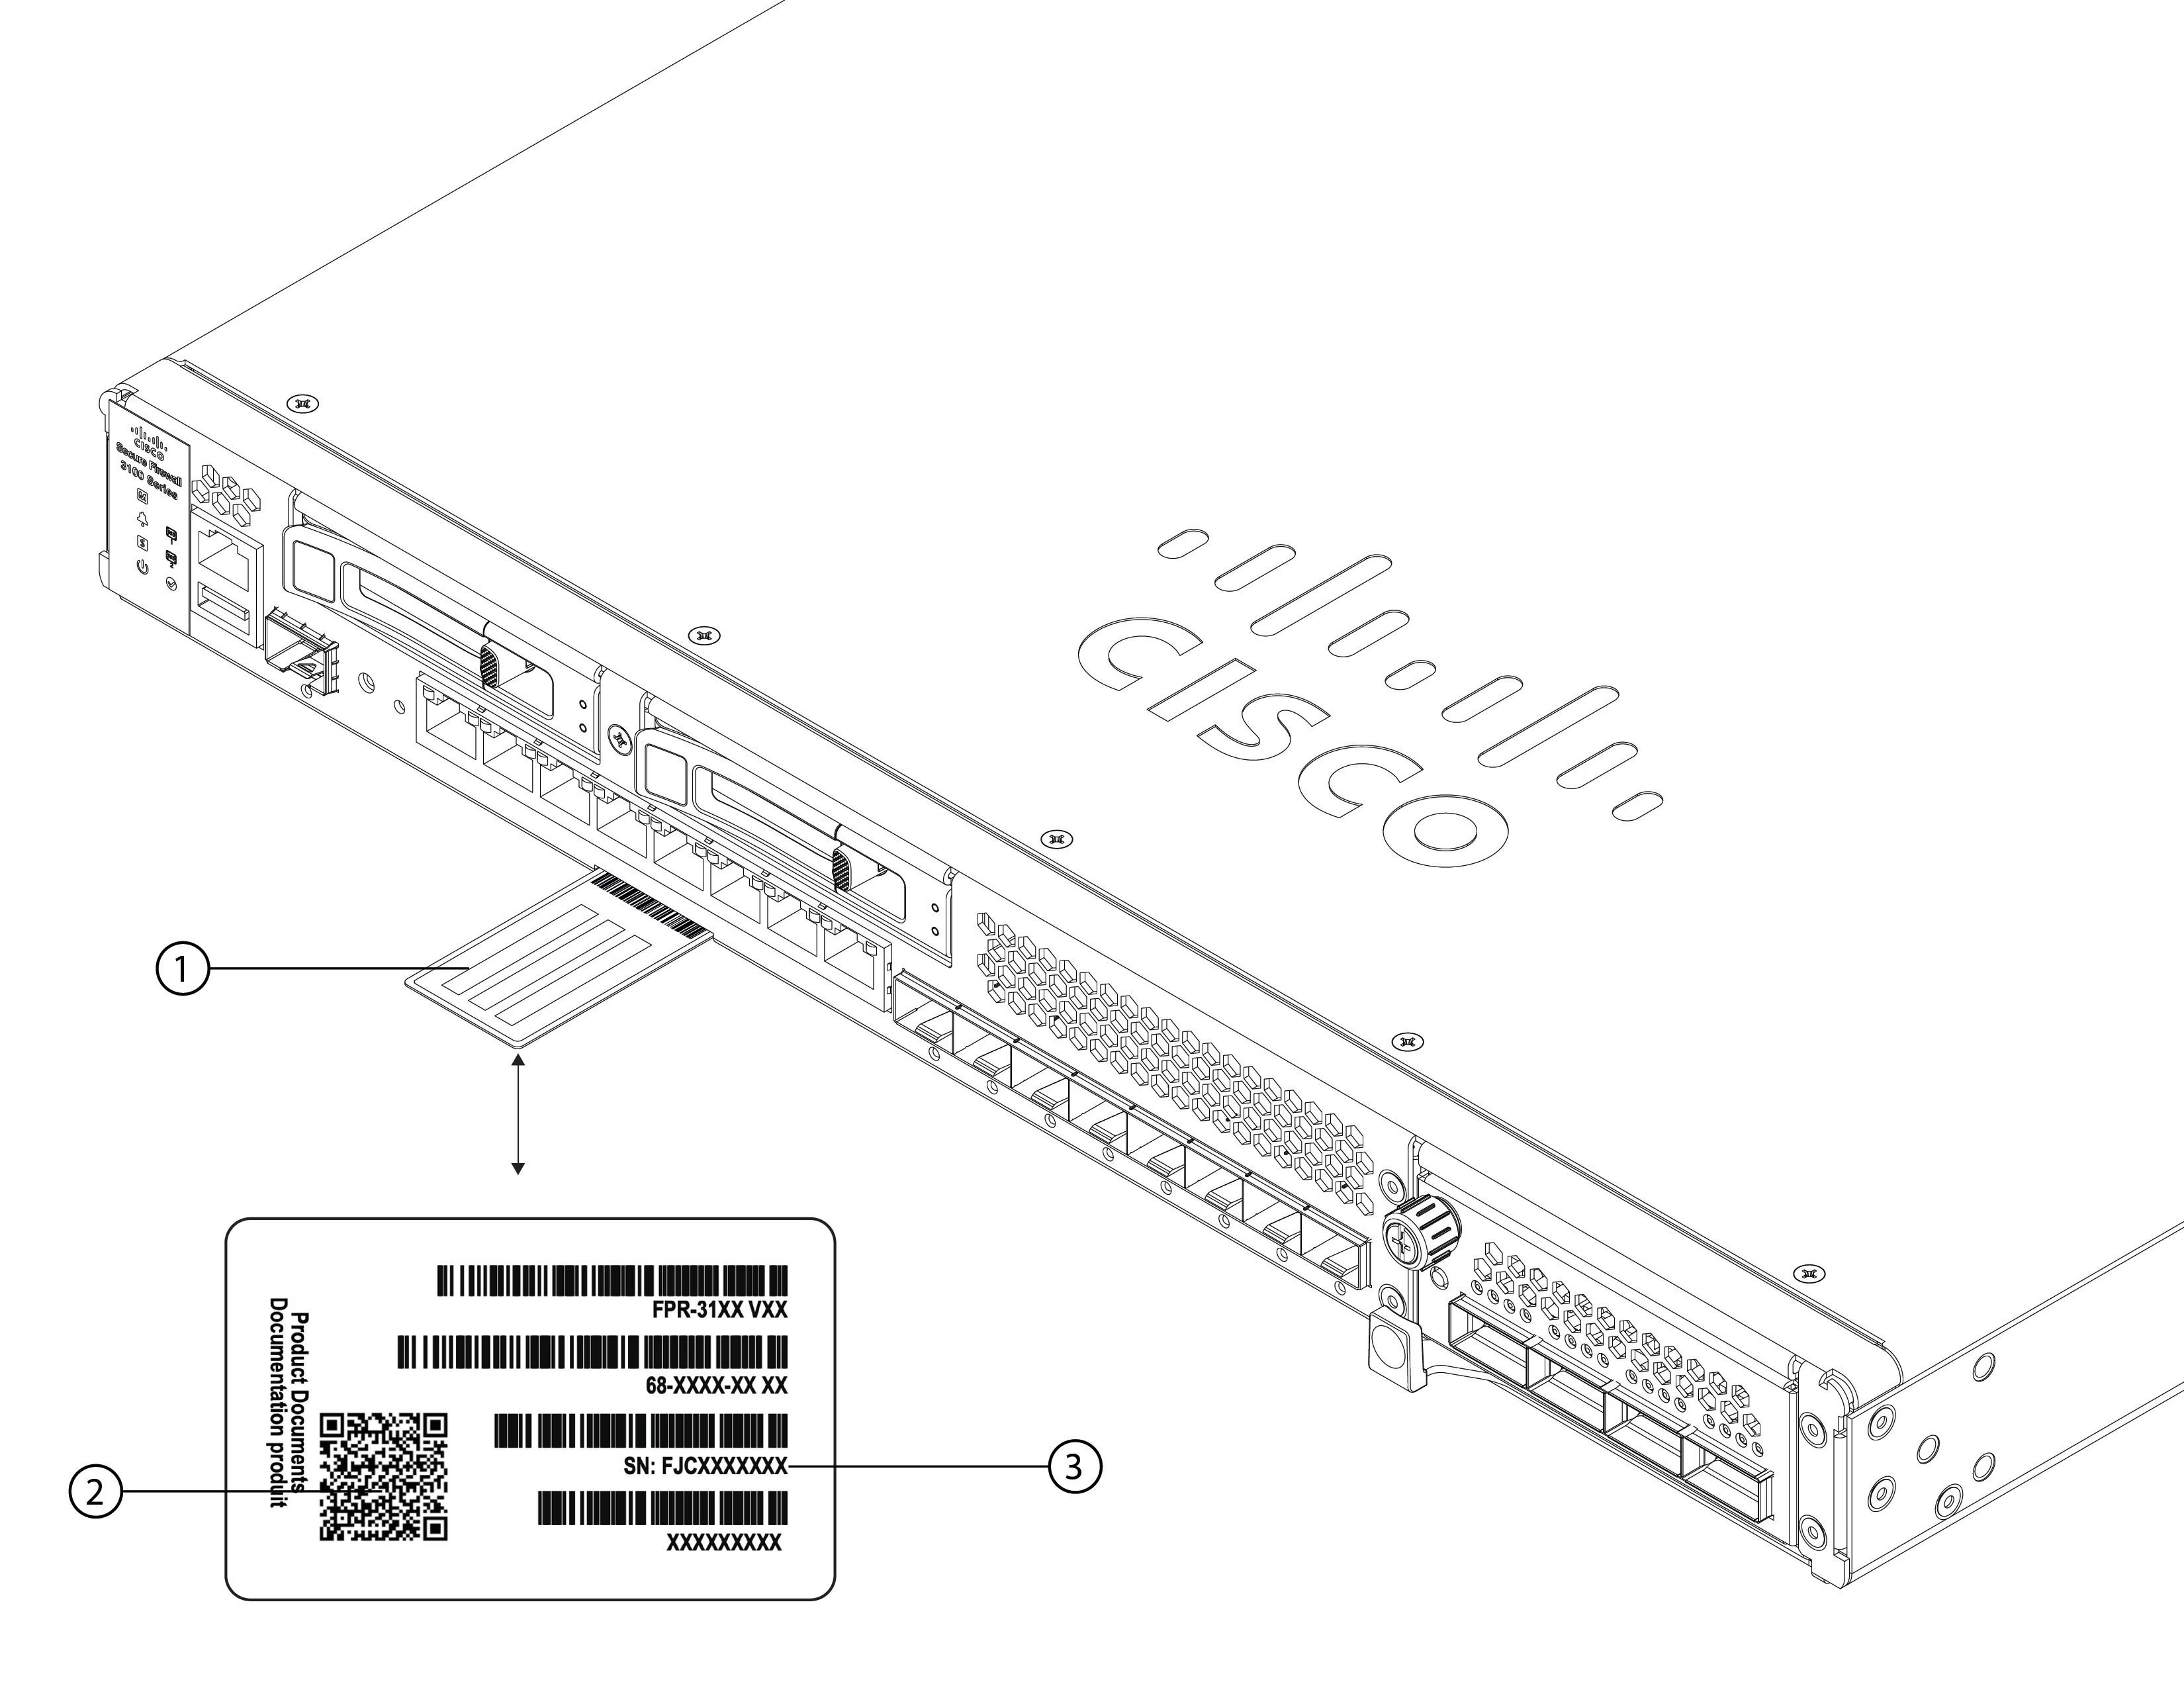 CISCO
Secure Firewall
3100 Series
M
S
CISCO
1
FPR-31XX VXX
68-XXXX-XX XX
Product Documents
Documentation produit
SN: FJCXXXXXXX
3
2
XXXXXXXXX